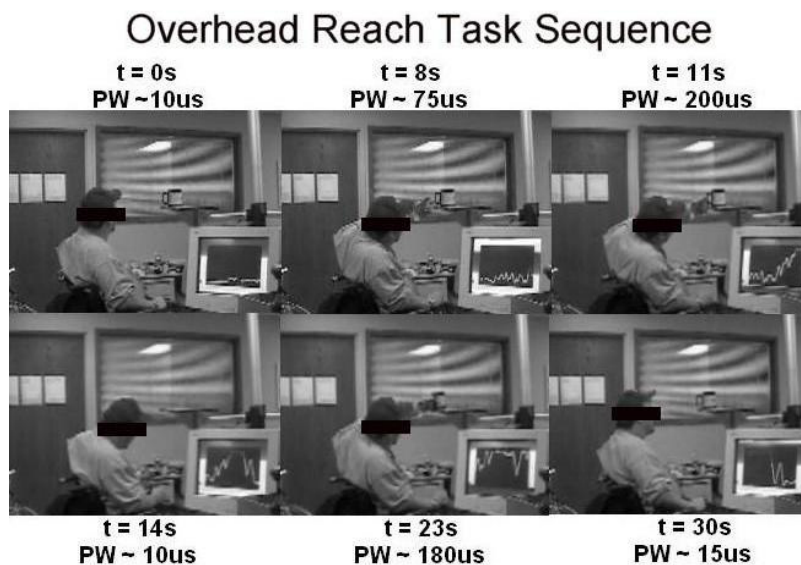 Overhead Reach Task Sequence
t = 0s
PW ~10us
t = 8s
PW ~ 75us
t = 11s
PW ~ 200us
t = 14s
PW ~ 10us
t = 23s
PW ~ 180us
t = 30s
PW ~ 15us